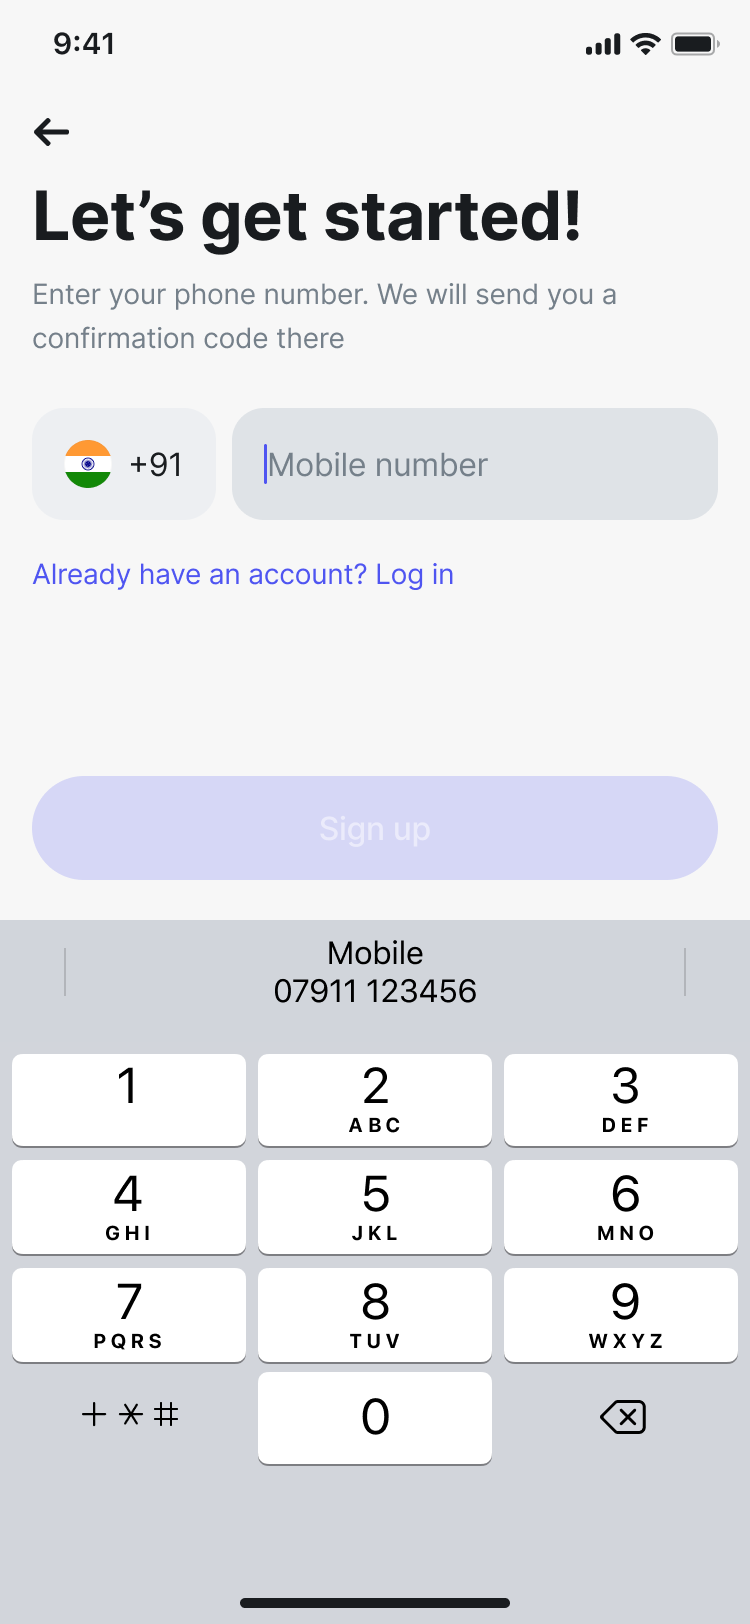 9:41
Let’s get started!
Enter your phone number. We will send you a
confirmation code there
+91
Mobile number
Already have an account? Log in
Sign up
Mobile
07911 123456
1
2
ABC
3
DEF
4
GHI
5
JKL
6
MNO
7
PQRS
8
TUV
9
WXYZ
+ * #
0